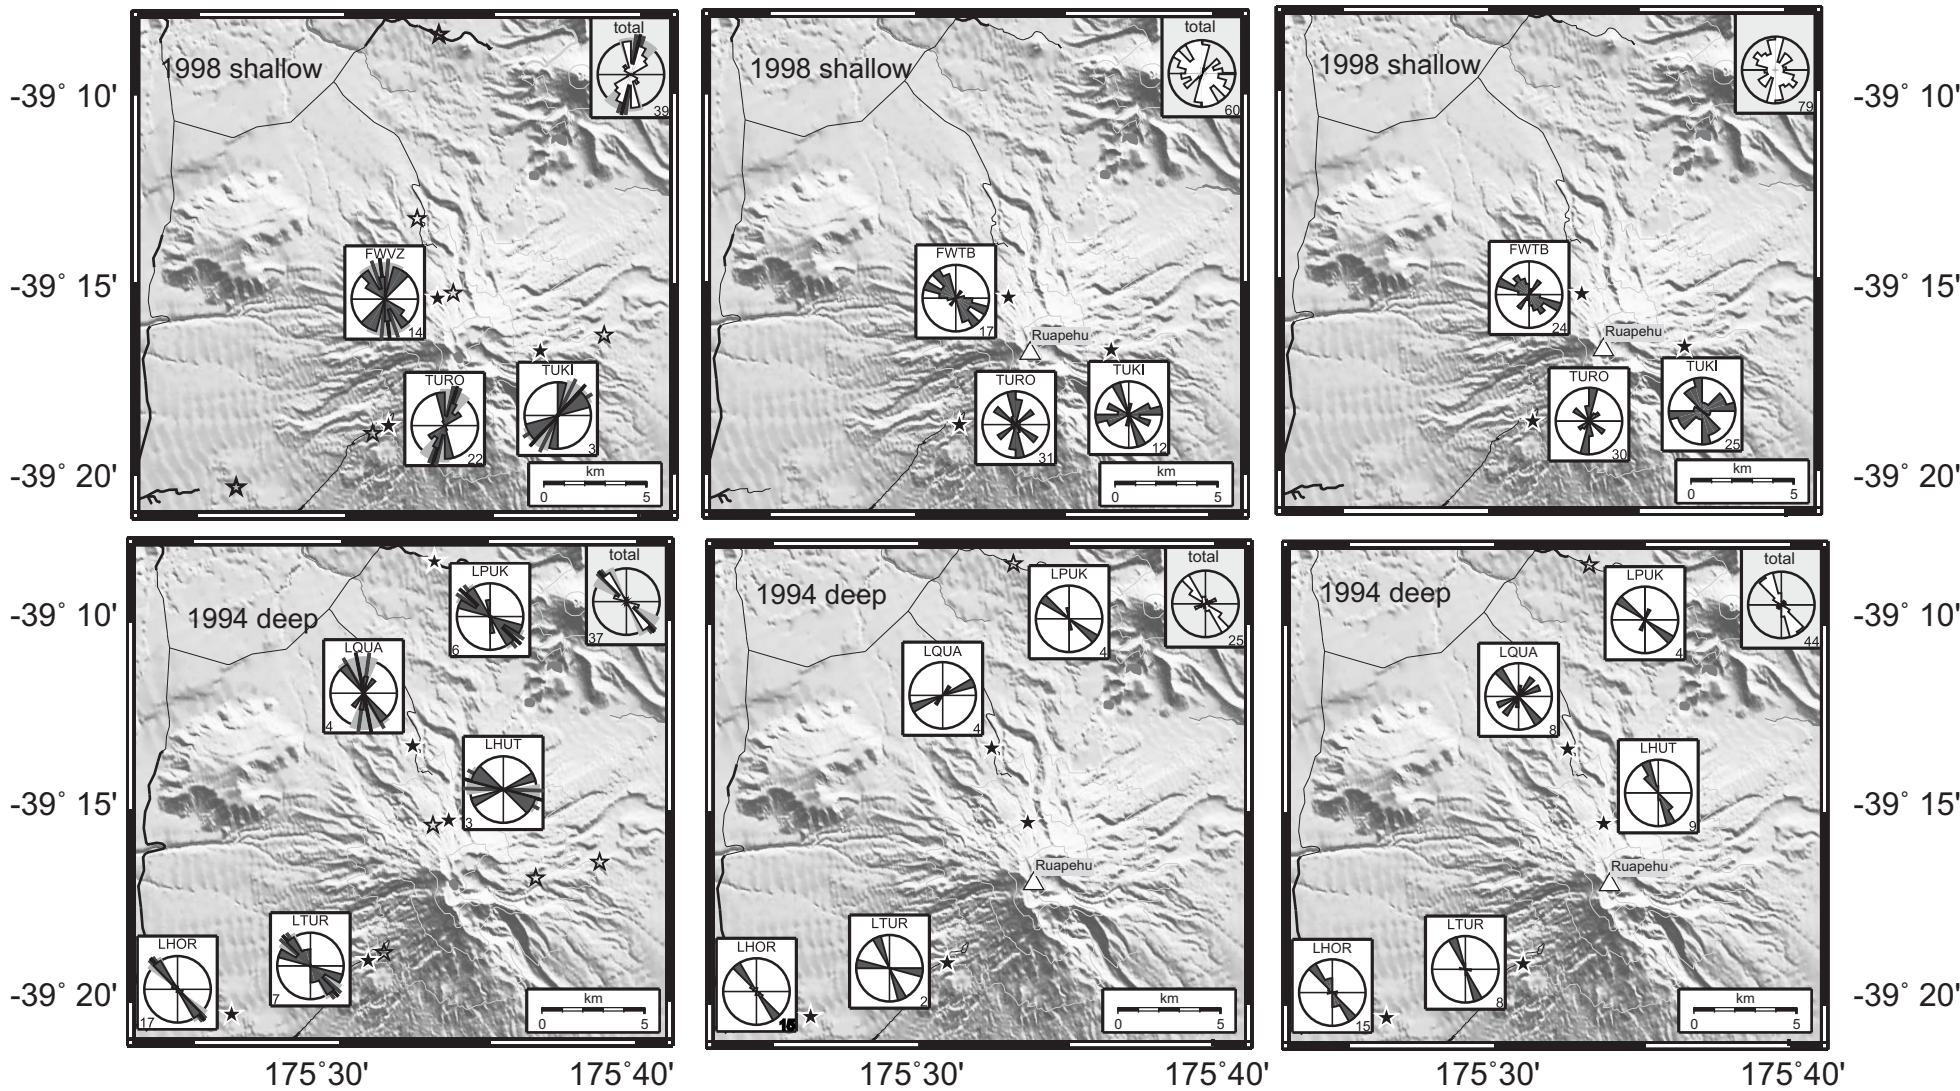 1998 shallow
total
39
FWVZ
14
TURO
22
TUKI
3
km
0 5
1998 shallow
total
60
FWTB
17
Ruapehu
TURO
31
TUKI
12
km
0 5
1998 shallow
79
FWTB
24
Ruapehu
TURO
30
TUKI
25
km
0 5
-39° 10'
-39° 15'
-39° 20'
-39° 10'
-39° 15'
-39° 20'
1994 deep
total
37
LPUK
6
LQUA
4
LHUT
3
LTUR
7
LHOR
17
km
0 5
1994 deep
total
25
LPUK
4
LQUA
4
Ruapehu
LTUR
2
LHOR
km
0 5
1994 deep
total
44
LPUK
4
LQUA
8
LHUT
9
Ruapehu
LTUR
8
LHOR
15
km
0 5
-39° 10'
-39° 15'
-39° 20'
-39° 10'
-39° 15'
-39° 20'
175°30' 175°40' 175°30' 175°40' 175°30' 175°40'